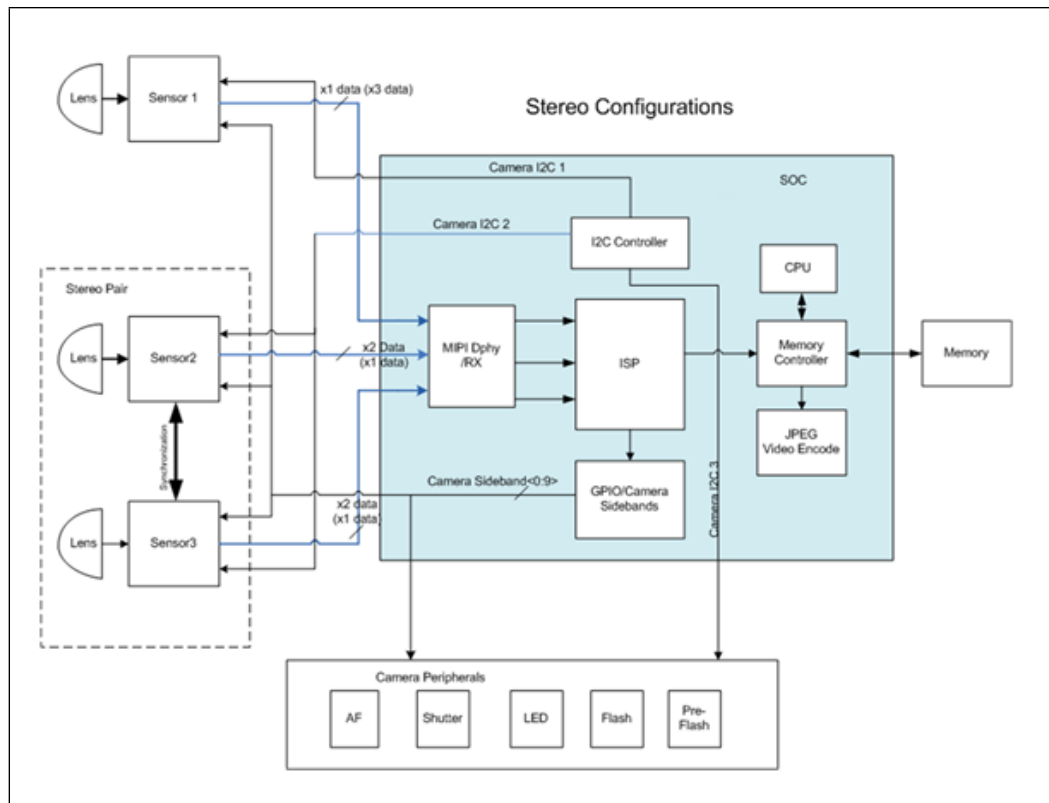 x1 data (x3 data)
Lens
Sensor 1
Stereo Configurations
Camera I2C 1
SOC
Camera I2C 2
I2C Controller
CPU
Stereo Pair
Lens
Sensor2
x2 Data
(x1 data)
MIPI Dphy
/RX
ISP
Memory
Controller
Memory
JPEG
Video Encode
Synchronization
Camera Sideband<0:9>
GPIO/Camera
Sidebands
Camera I2C 3
x2 data
(x1 data)
Lens
Sensor3
Camera Peripherals
AF
Shutter
LED
Flash
Pre-
Flash